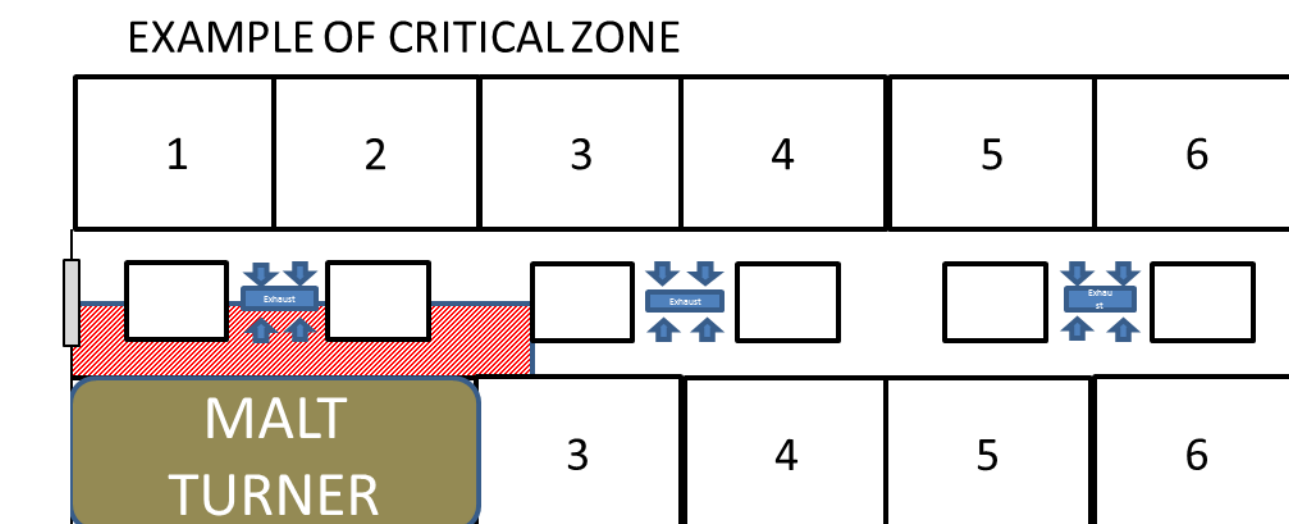 EXAMPLE OF CRITICAL ZONE
1 2 3 4 5 6
Exhaust Exhaust Exhau
st
MALT
TURNER
3 4 5 6